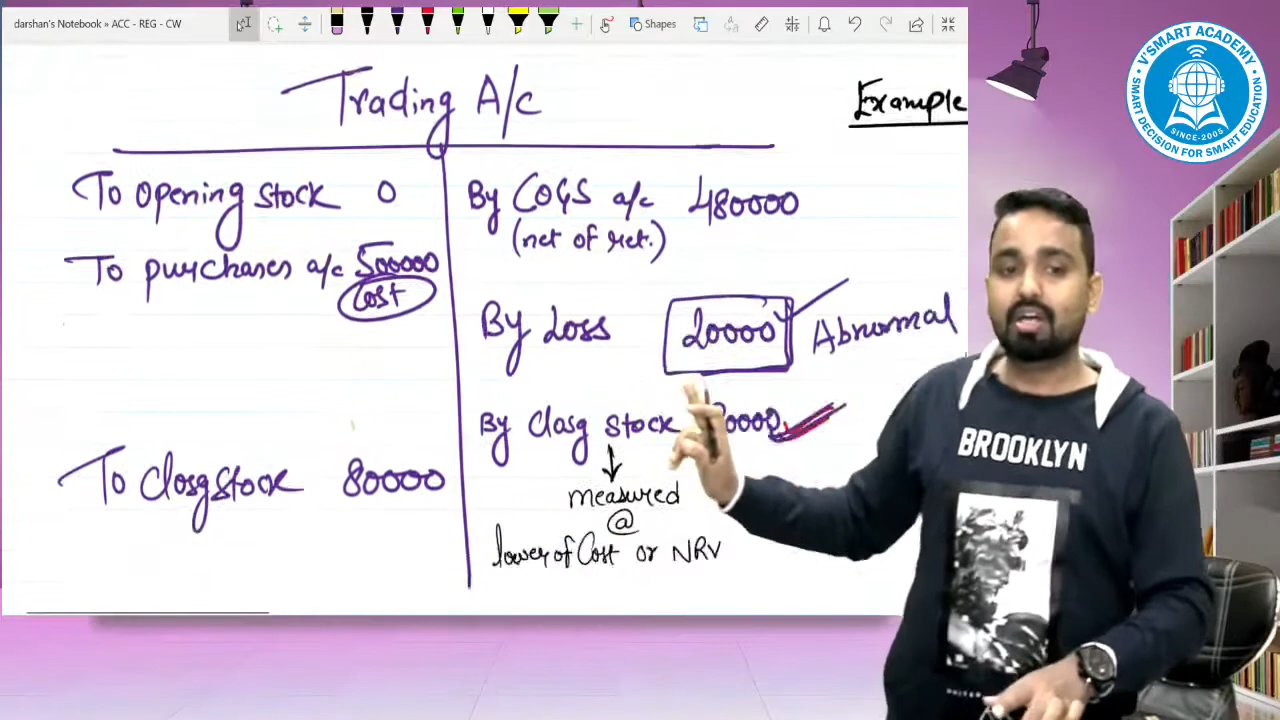 darshan's Notebook » ACC - REG - CW
Shapes
Trading A/c
Example
To opening stock 0
By COGS a/c 480000
(net of ret.)
To purchases a/c 500000
Cost
By Loss 20000 Abnormal
By Closg stock
To Closgstock 80000
measured
@
lower of Cost or NRV
V'SMART ACADEMY
SINCE-2005
SMART DECISION FOR SMART EDUCATION
BROOKLYN